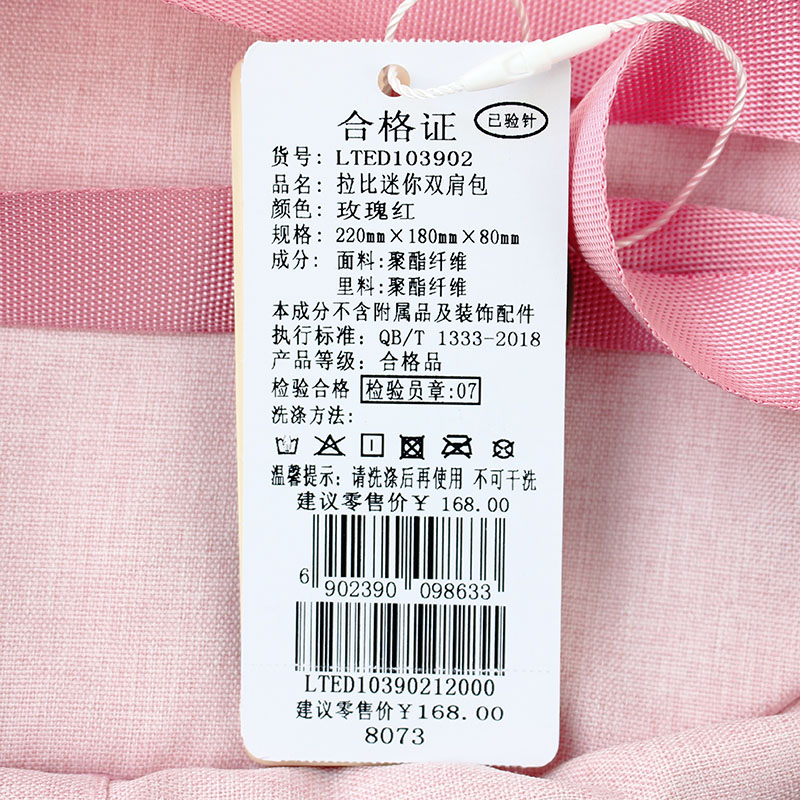 合格证 已验针
货号: LTED103902
品名: 拉比迷你双肩包
颜色: 玫瑰红
规格: 220mm×180mm×80mm
成分: 面料:聚酯纤维
里料:聚酯纤维
本成分不含附属品及装饰配件
执行标准: QB/T 1333-2018
产品等级: 合格品
检验合格 检验员章:07
洗涤方法:
温馨提示: 请洗涤后再使用 不可干洗
建议零售价¥ 168.00
6 902390 098633
LTED10390212000
建议零售价¥168.00
8073